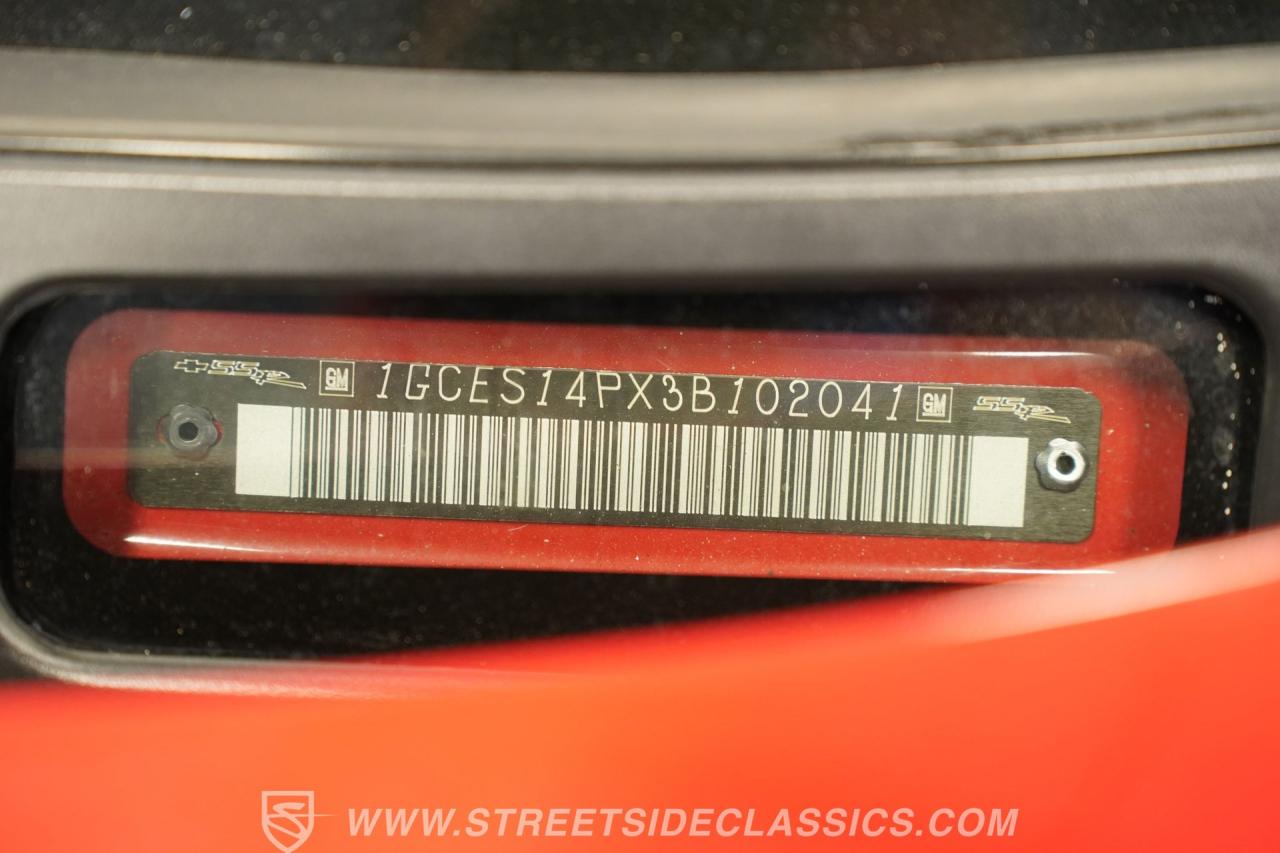 SSR GM 1GCES14PX3B102041 GM SSR
WWW.STREETSIDECLASSICS.COM